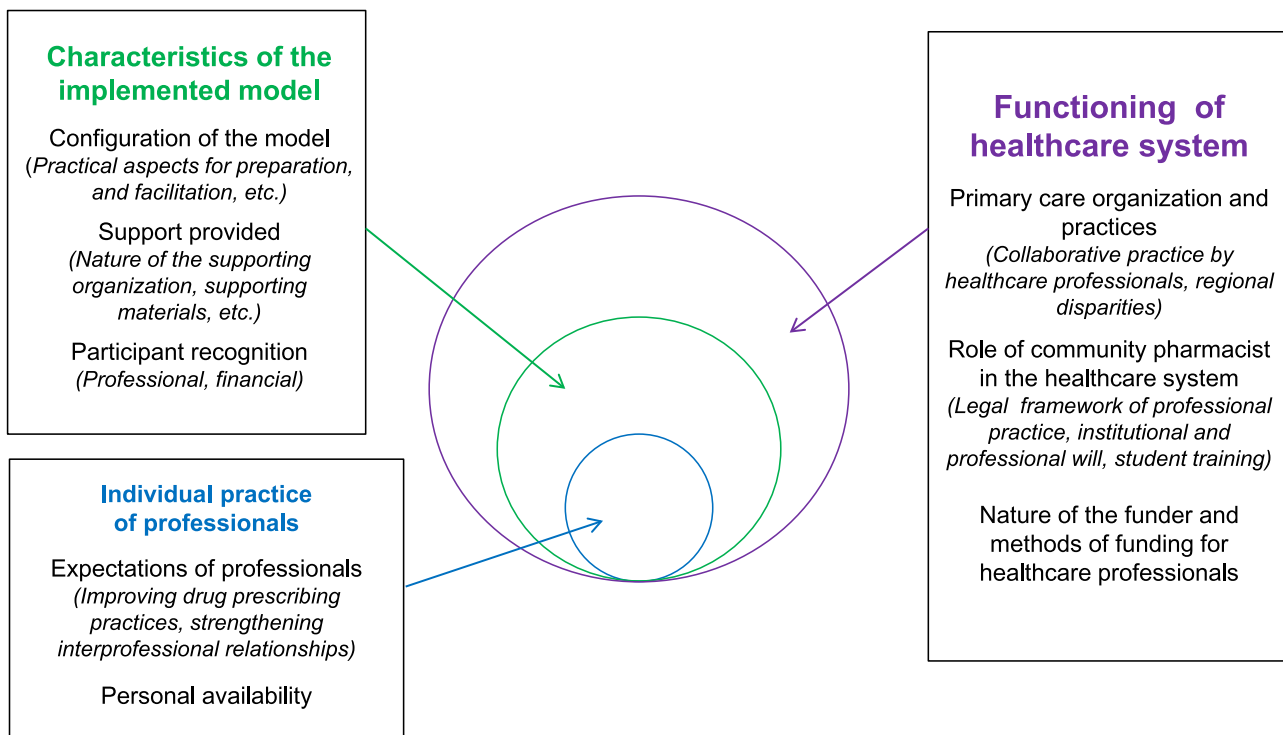 Characteristics of the
implemented model
Configuration of the model
(Practical aspects for preparation,
and facilitation, etc.)
Support provided
(Nature of the supporting
organization, supporting
materials, etc.)
Participant recognition
(Professional, financial)
Individual practice
of professionals
Expectations of professionals
(Improving drug prescribing
practices, strengthening
interprofessional relationships)
Personal availability
Functioning of
healthcare system
Primary care organization and
practices
(Collaborative practice by
healthcare professionals, regional
disparities)
Role of community pharmacist
in the healthcare system
(Legal framework of professional
practice, institutional and
professional will, student training)
Nature of the funder and
methods of funding for
healthcare professionals